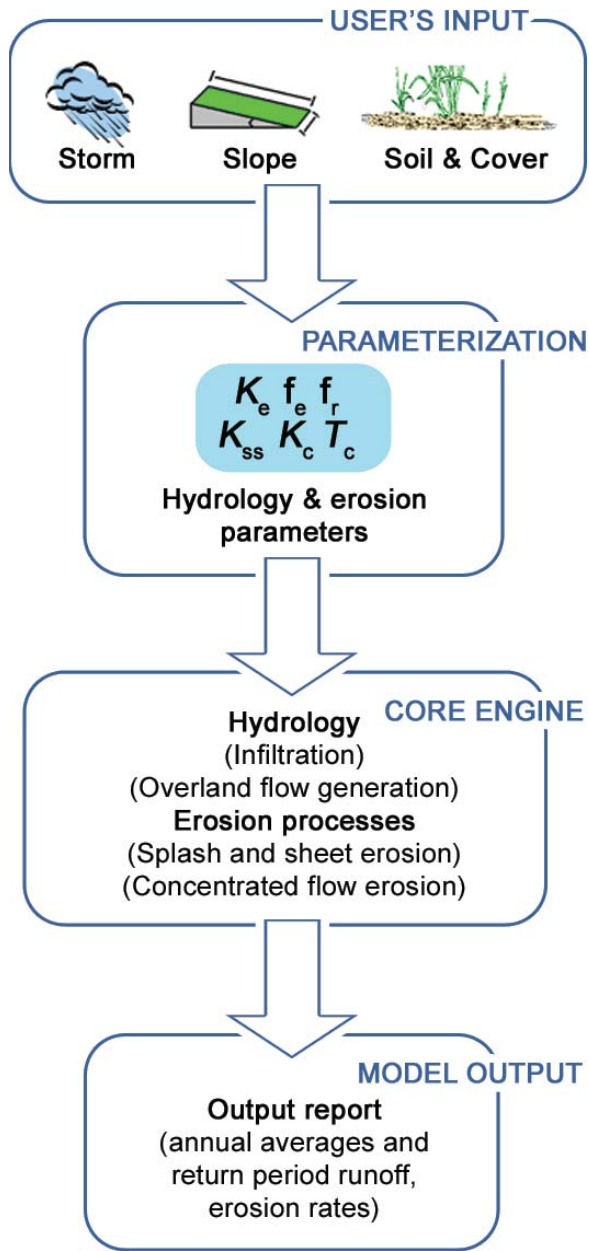 USER'S INPUT
Storm Slope Soil & Cover
PARAMETERIZATION
Ke fe fr
Kss Kc Tc
Hydrology & erosion
parameters
CORE ENGINE
Hydrology
(Infiltration)
(Overland flow generation)
Erosion processes
(Splash and sheet erosion)
(Concentrated flow erosion)
MODEL OUTPUT
Output report
(annual averages and
return period runoff,
erosion rates)